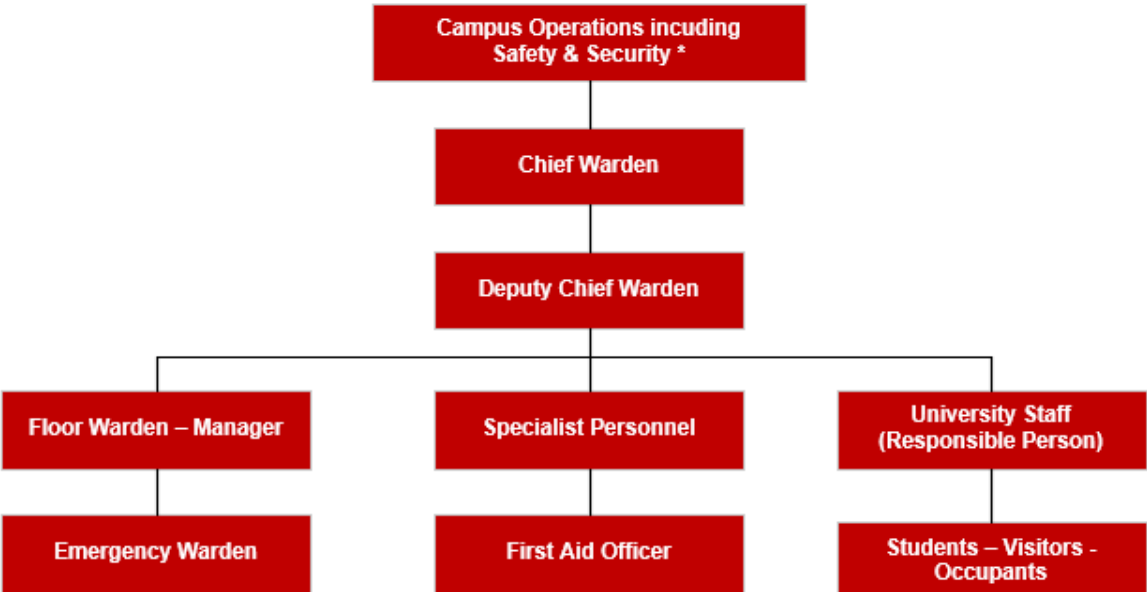 Campus Operations incuding
Safety & Security *
Chief Warden
Deputy Chief Warden
Floor Warden – Manager
Specialist Personnel
University Staff
(Responsible Person)
Emergency Warden
First Aid Officer
Students – Visitors -
Occupants